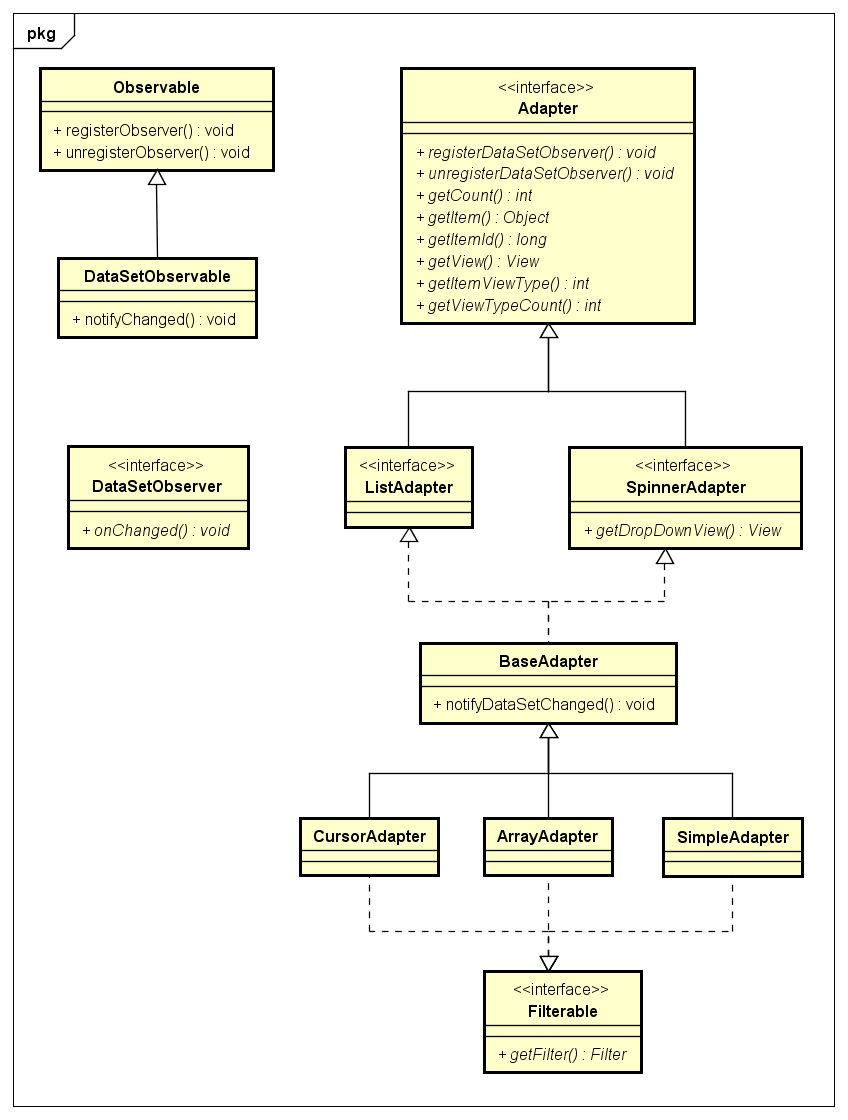 pkg
Observable
+ registerObserver() : void
+ unregisterObserver() : void
<<interface>>
Adapter
+ registerDataSetObserver() : void
+ unregisterDataSetObserver() : void
+ getCount() : int
+ getItem() : Object
+ getItemId() : long
+ getView() : View
+ getItemViewType() : int
+ getViewTypeCount() : int
DataSetObservable
+ notifyChanged() : void
<<interface>>
DataSetObserver
+ onChanged() : void
<<interface>>
ListAdapter
<<interface>>
SpinnerAdapter
+ getDropDownView() : View
BaseAdapter
+ notifyDataSetChanged() : void
CursorAdapter
ArrayAdapter
SimpleAdapter
<<interface>>
Filterable
+ getFilter() : Filter